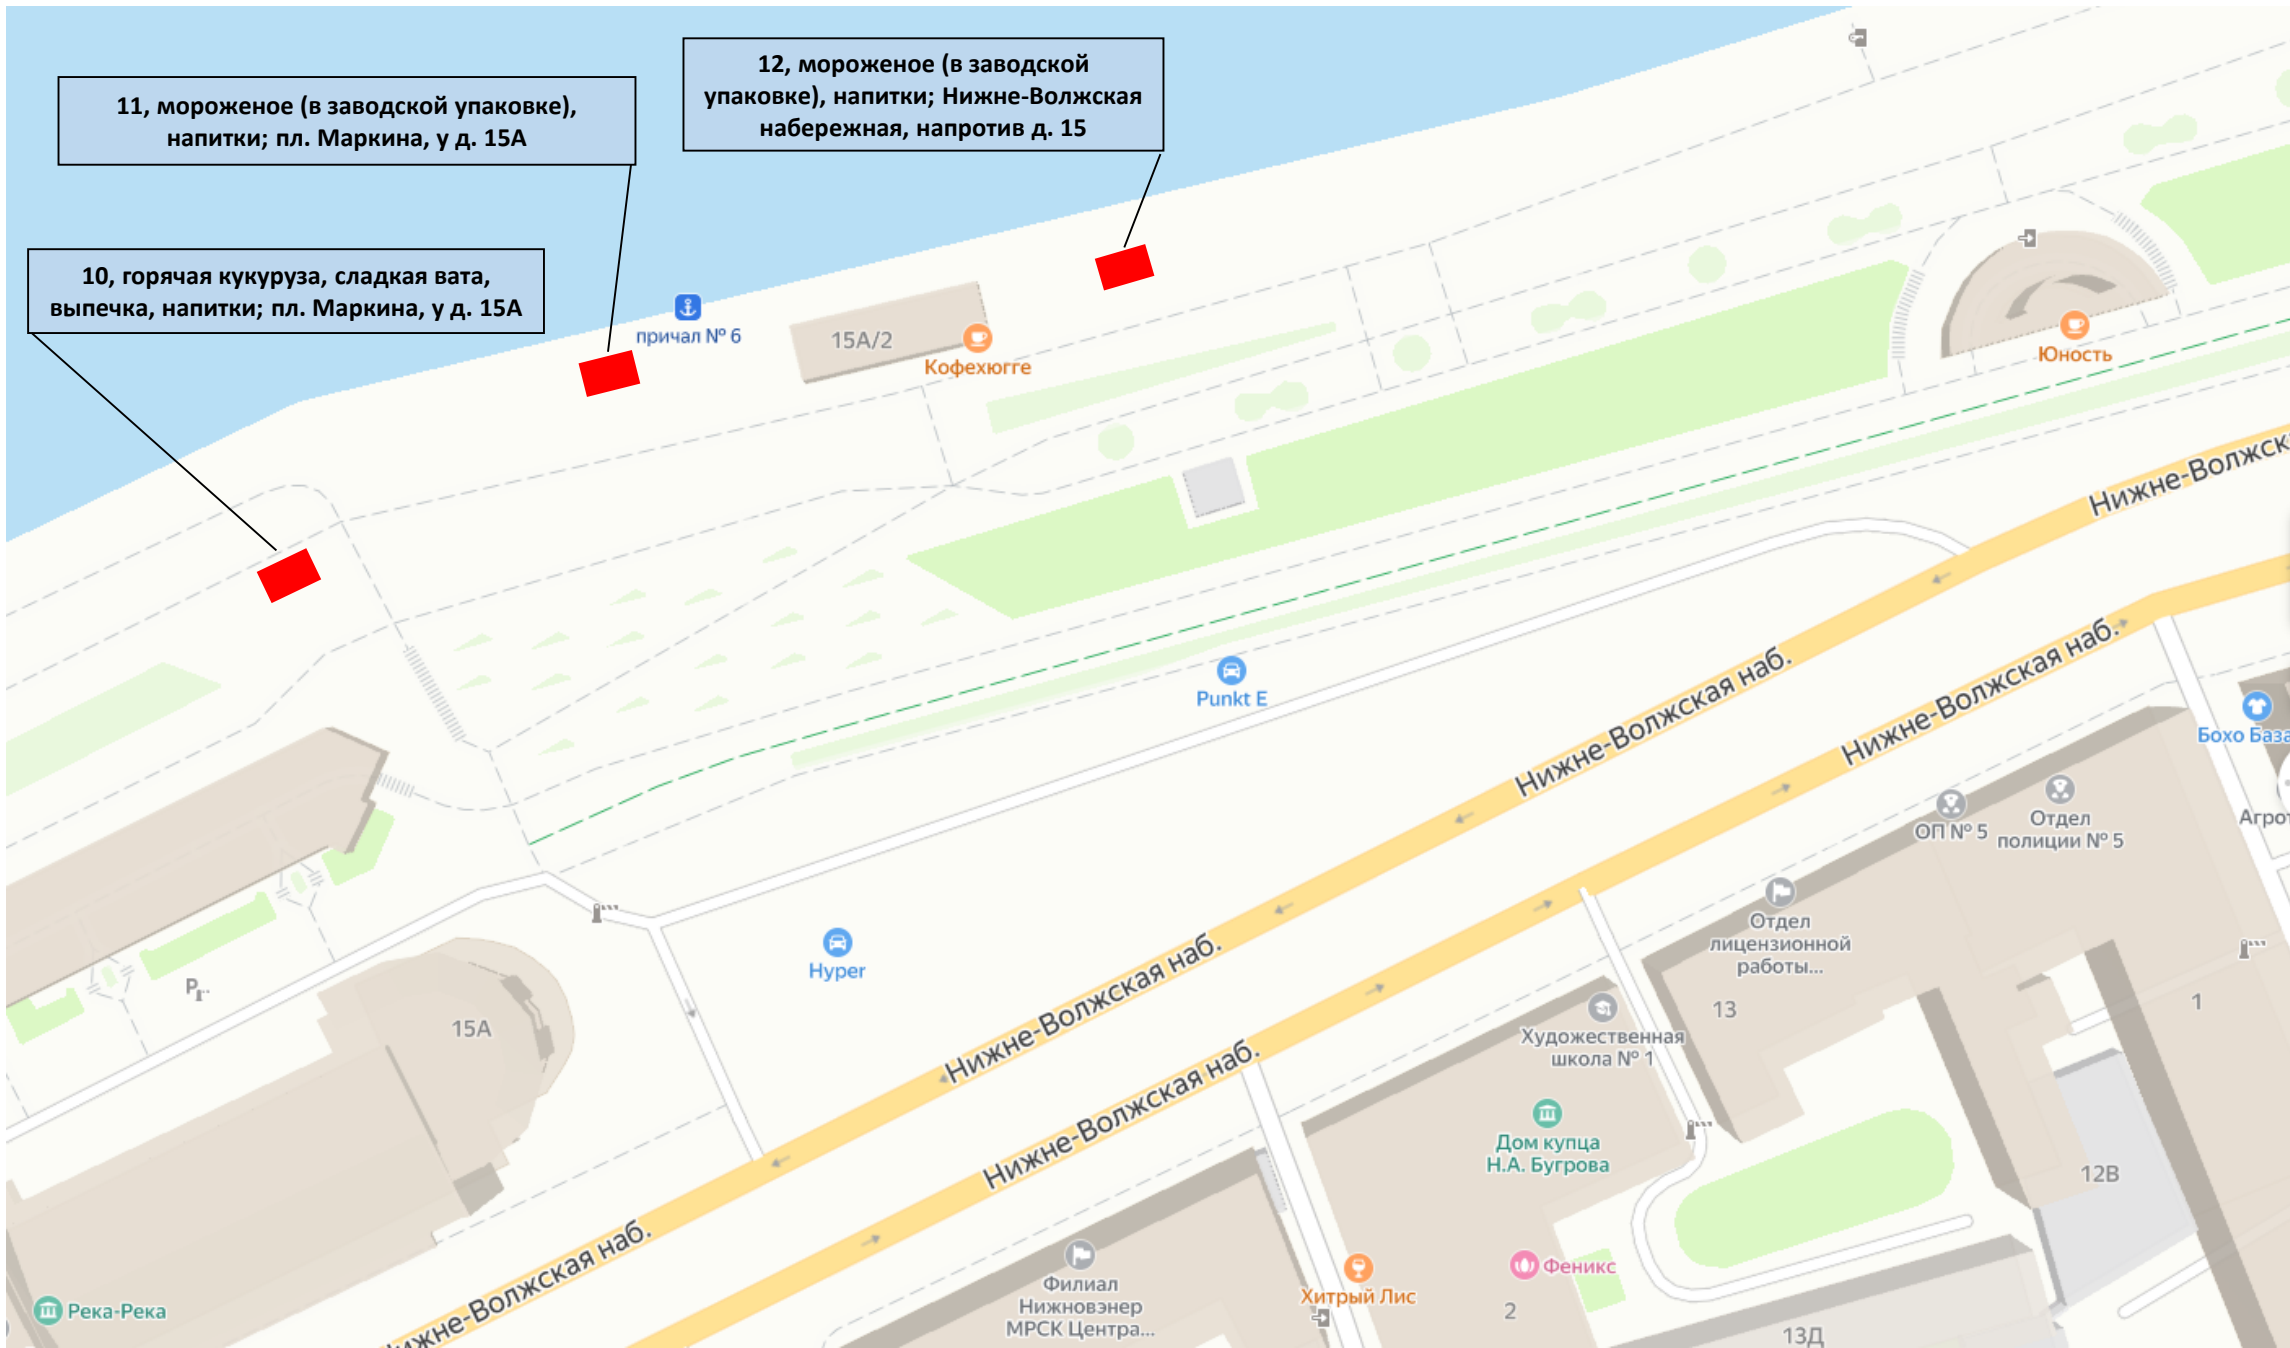 12, мороженое (в заводской
упаковке), напитки; Нижне-Волжская
набережная, напротив д. 15
11, мороженое (в заводской упаковке),
напитки; пл. Маркина, у д. 15А
10, горячая кукуруза, сладкая вата,
выпечка, напитки; пл. Маркина, у д. 15А
причал № 6
15А/2
Кофехюгге
Юность
Нижне-Волжск
Нижне-Волжская наб.
Нижне-Волжская наб.
Punkt E
Бохо База
ОП № 5
Отдел
полиции № 5
Агрот
Отдел
лицензионной
работы...
Hyper
Нижне-Волжская наб.
P...
15А
13
1
Художественная
школа № 1
Нижне-Волжская наб.
Дом купца
Н.А. Бугрова
12В
Нижне-Волжская наб.
Феникс
Филиал
Нижновэнер
МРСК Центра...
Хитрый Лис
2
Река-Река
13Д